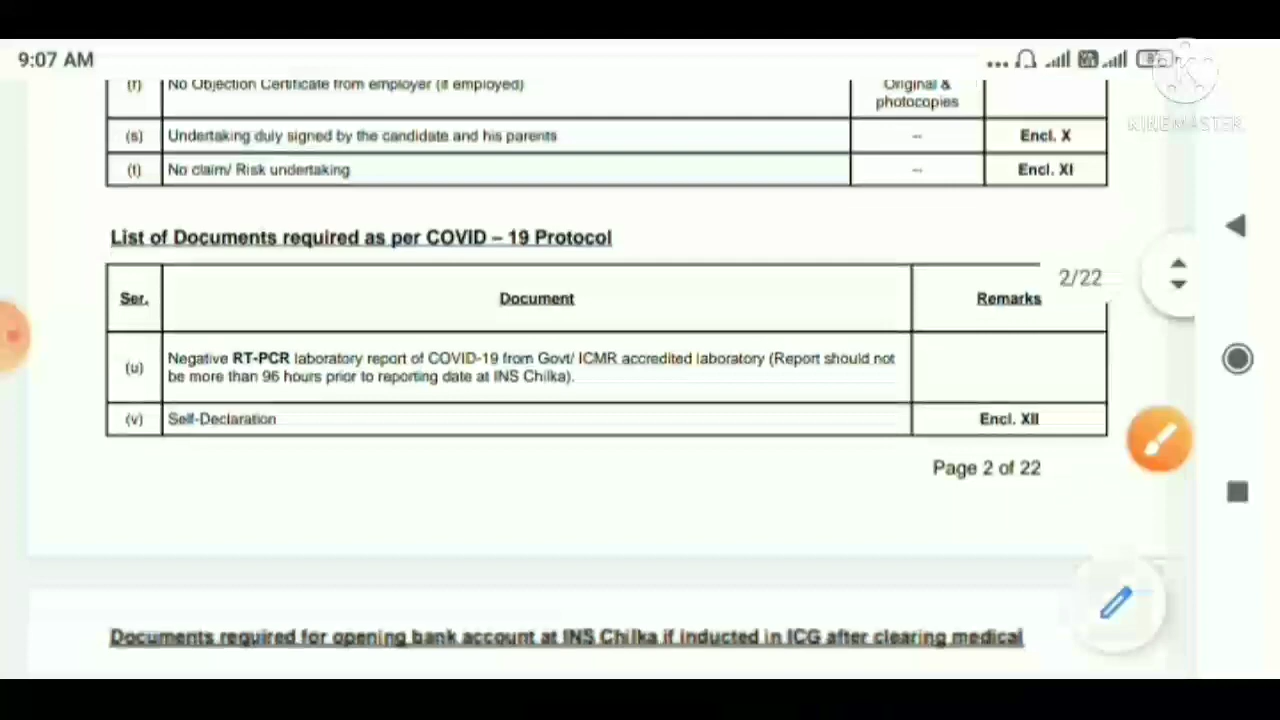 9:07 AM
KINEMASTER
(r) No Objection Certificate from employer (if employed) Original & photocopies
(s) Undertaking duly signed by the candidate and his parents -- Encl. X
(t) No claim/ Risk undertaking -- Encl. XI
List of Documents required as per COVID – 19 Protocol
2/22
Ser. Document Remarks
(u) Negative RT-PCR laboratory report of COVID-19 from Govt/ ICMR accredited laboratory (Report should not
be more than 96 hours prior to reporting date at INS Chilka).
(v) Self-Declaration Encl. XII
Page 2 of 22
Documents required for opening bank account at INS Chilka if inducted in ICG after clearing medical